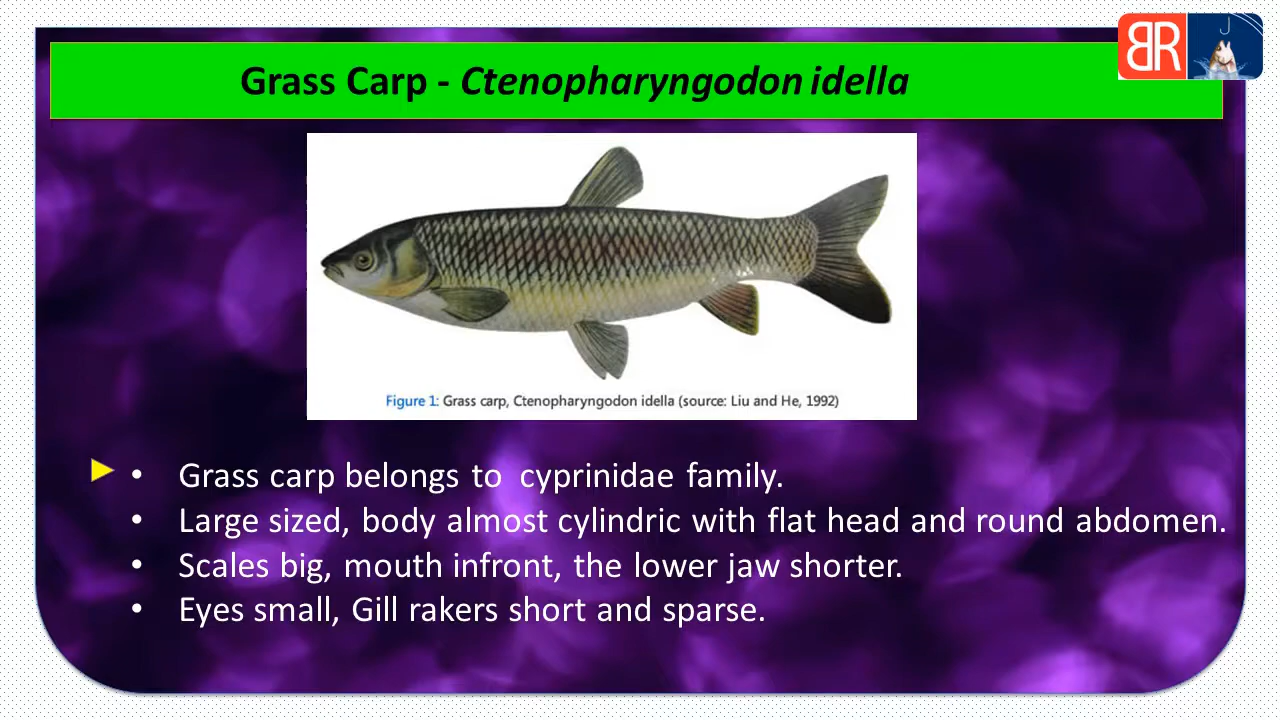 BR
Grass Carp - Ctenopharyngodon idella
Figure 1: Grass carp, Ctenopharyngodon idella (source: Liu and He, 1992)
• Grass carp belongs to cyprinidae family.
• Large sized, body almost cylindric with flat head and round abdomen.
• Scales big, mouth infront, the lower jaw shorter.
• Eyes small, Gill rakers short and sparse.